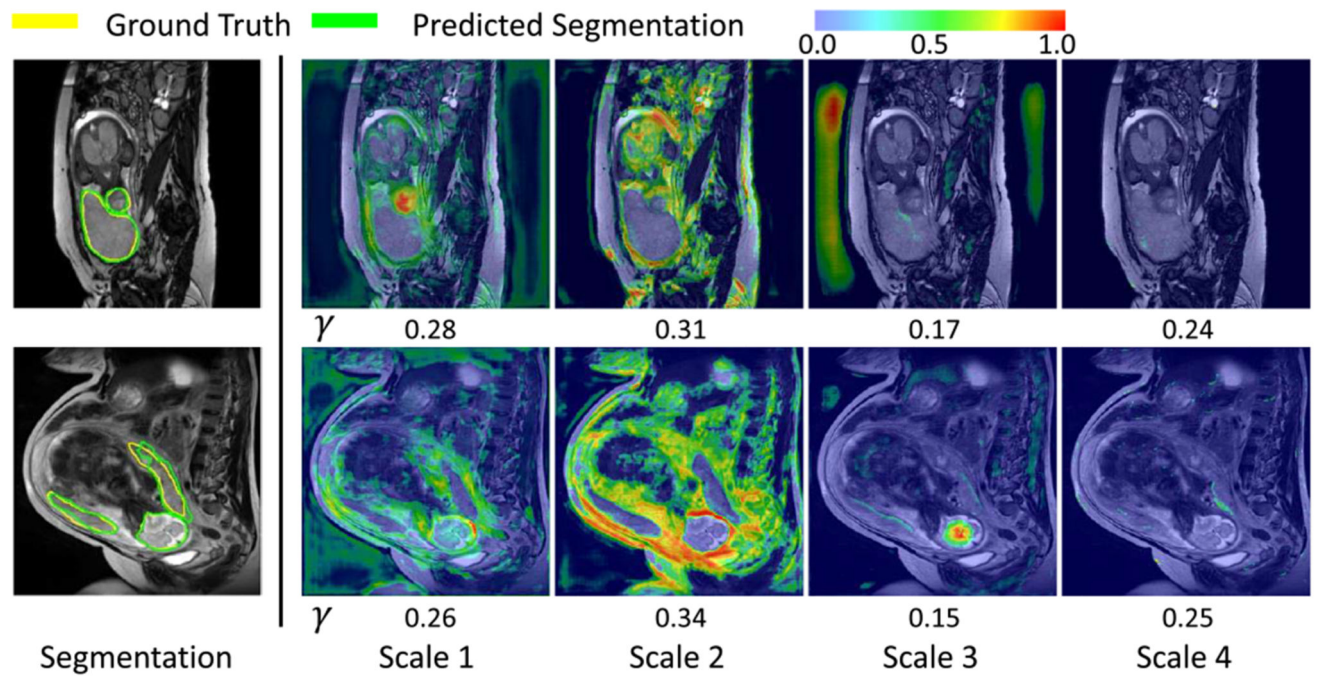 Ground Truth Predicted Segmentation
0.0 0.5 1.0
γ 0.28 0.31 0.17 0.24
γ 0.26 0.34 0.15 0.25
Segmentation Scale 1 Scale 2 Scale 3 Scale 4